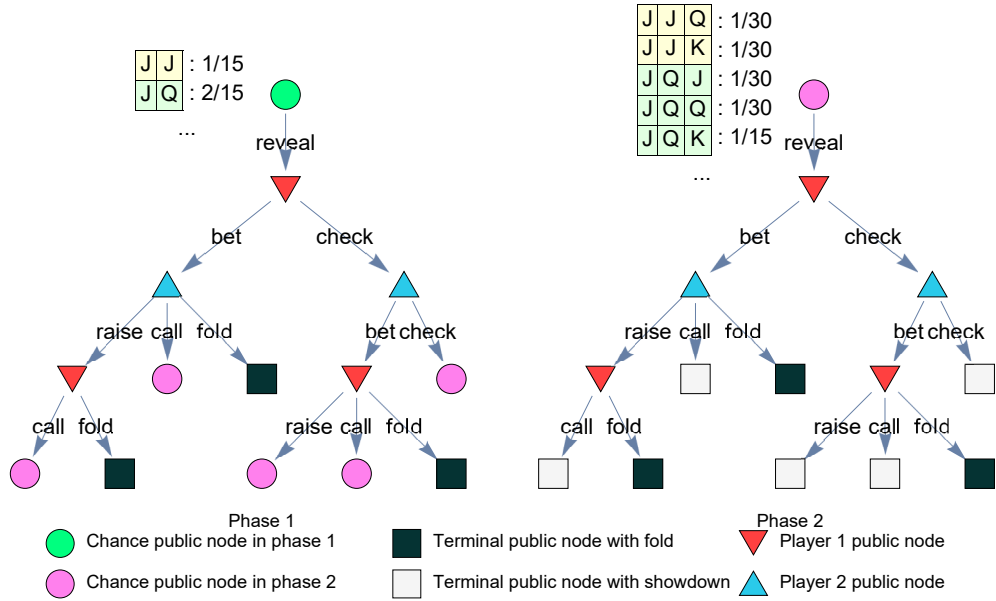 J J Q : 1/30
J J K : 1/30
J J : 1/15
J Q J : 1/30
J Q : 2/15
J Q Q : 1/30
J Q K : 1/15
...
reveal
reveal
...
bet
check
bet
check
raise call fold
bet check
raise call fold
bet check
call fold
raise call fold
call fold
raise call fold
Phase 1
Phase 2
Chance public node in phase 1
Terminal public node with fold
Player 1 public node
Chance public node in phase 2
Terminal public node with showdown
Player 2 public node